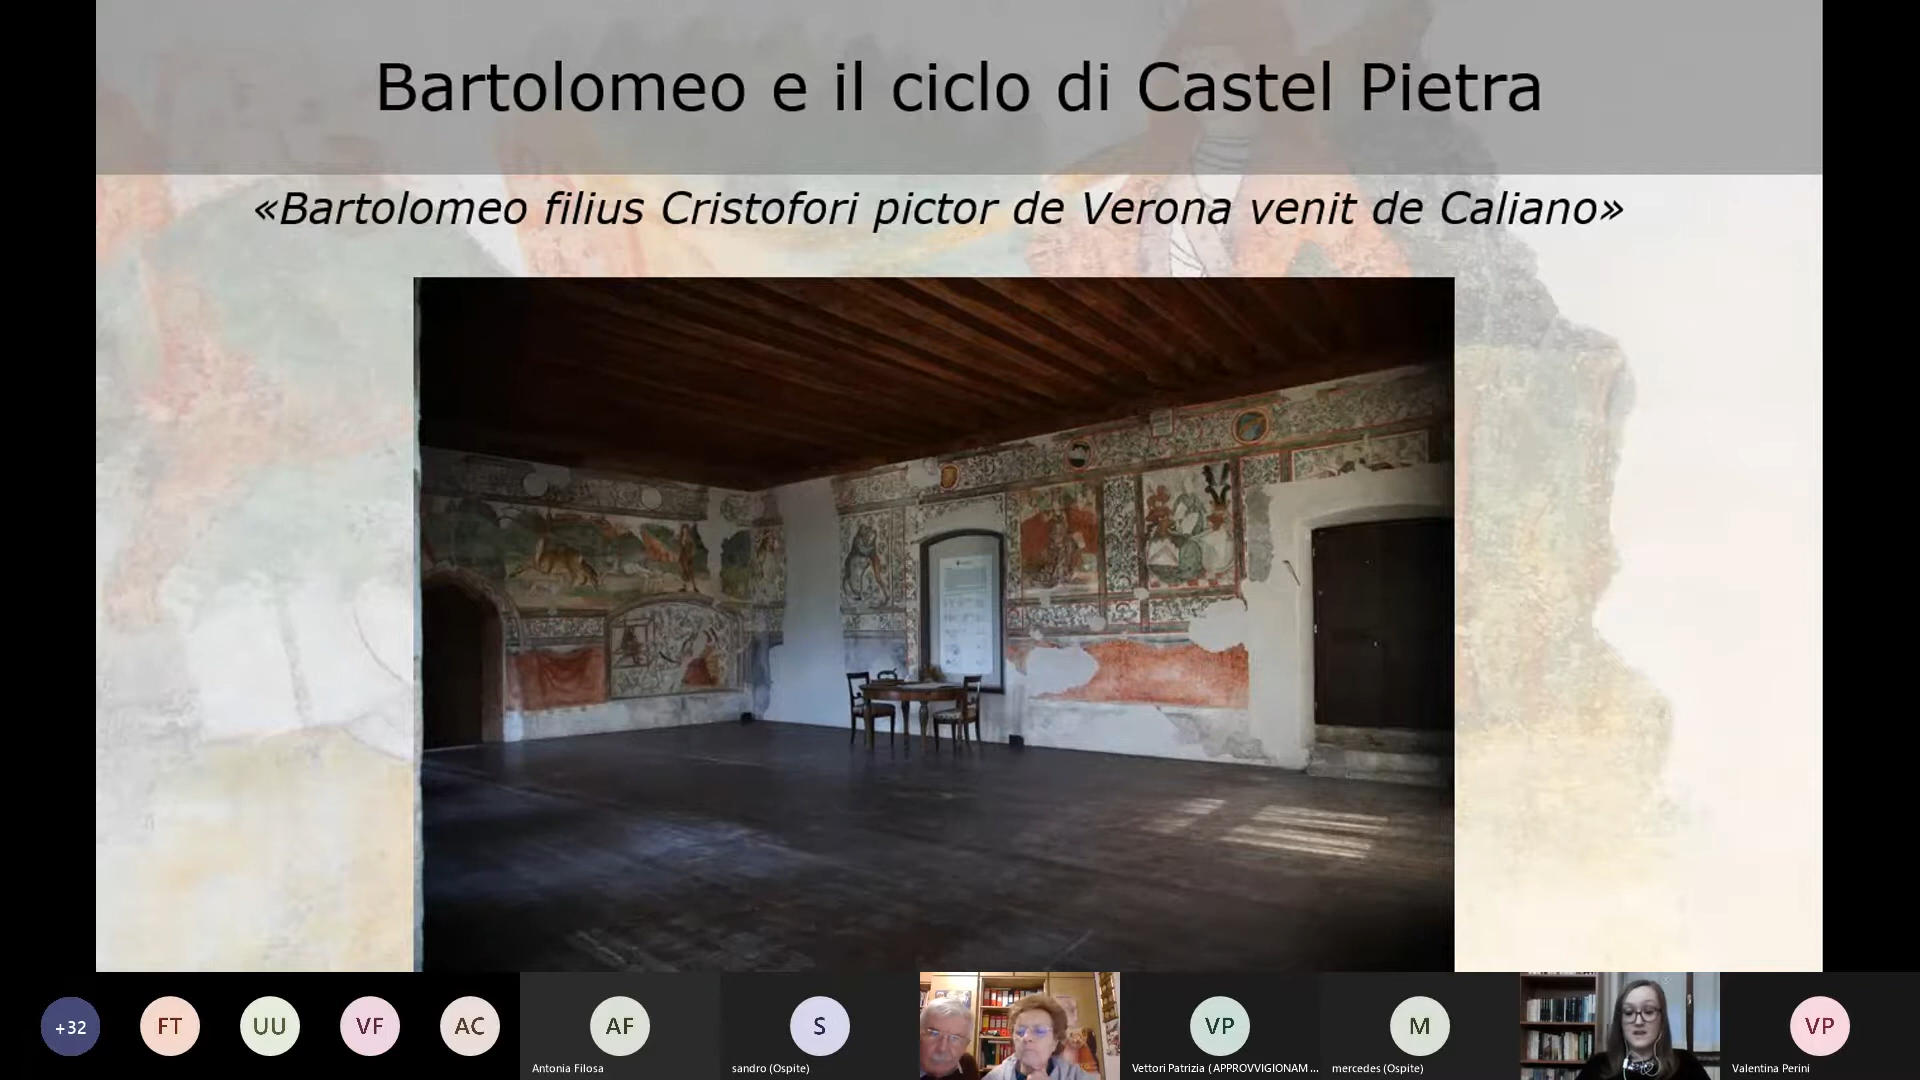 Bartolomeo e il ciclo di Castel Pietra
«Bartolomeo filius Cristofori pictor de Verona venit de Caliano»
+32
FT
UU
VF
AC
AF
Antonia Filosa
S
sandro (Ospite)
VP
Vettori Patrizia ( APPROVVIGIONAM ...
M
mercedes (Ospite)
VP
Valentina Perini